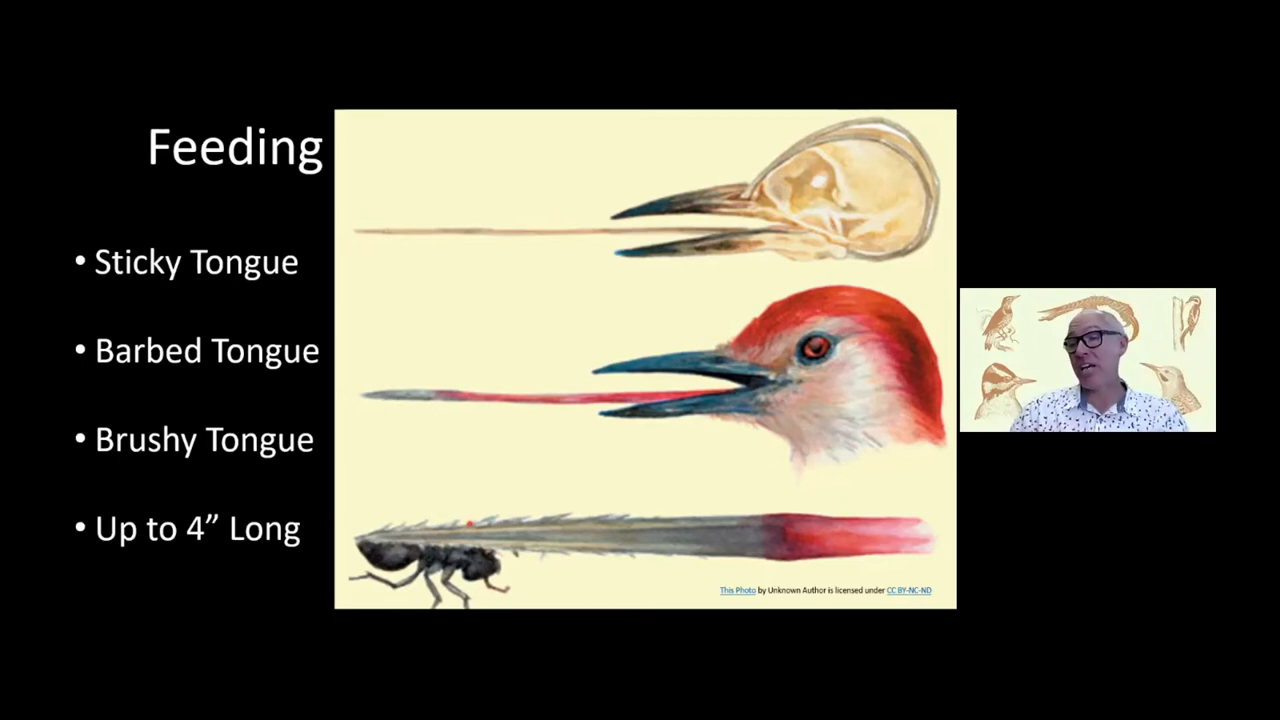 Feeding
• Sticky Tongue
• Barbed Tongue
• Brushy Tongue
• Up to 4” Long
This Photo by Unknown Author is licensed under CC BY-NC-ND